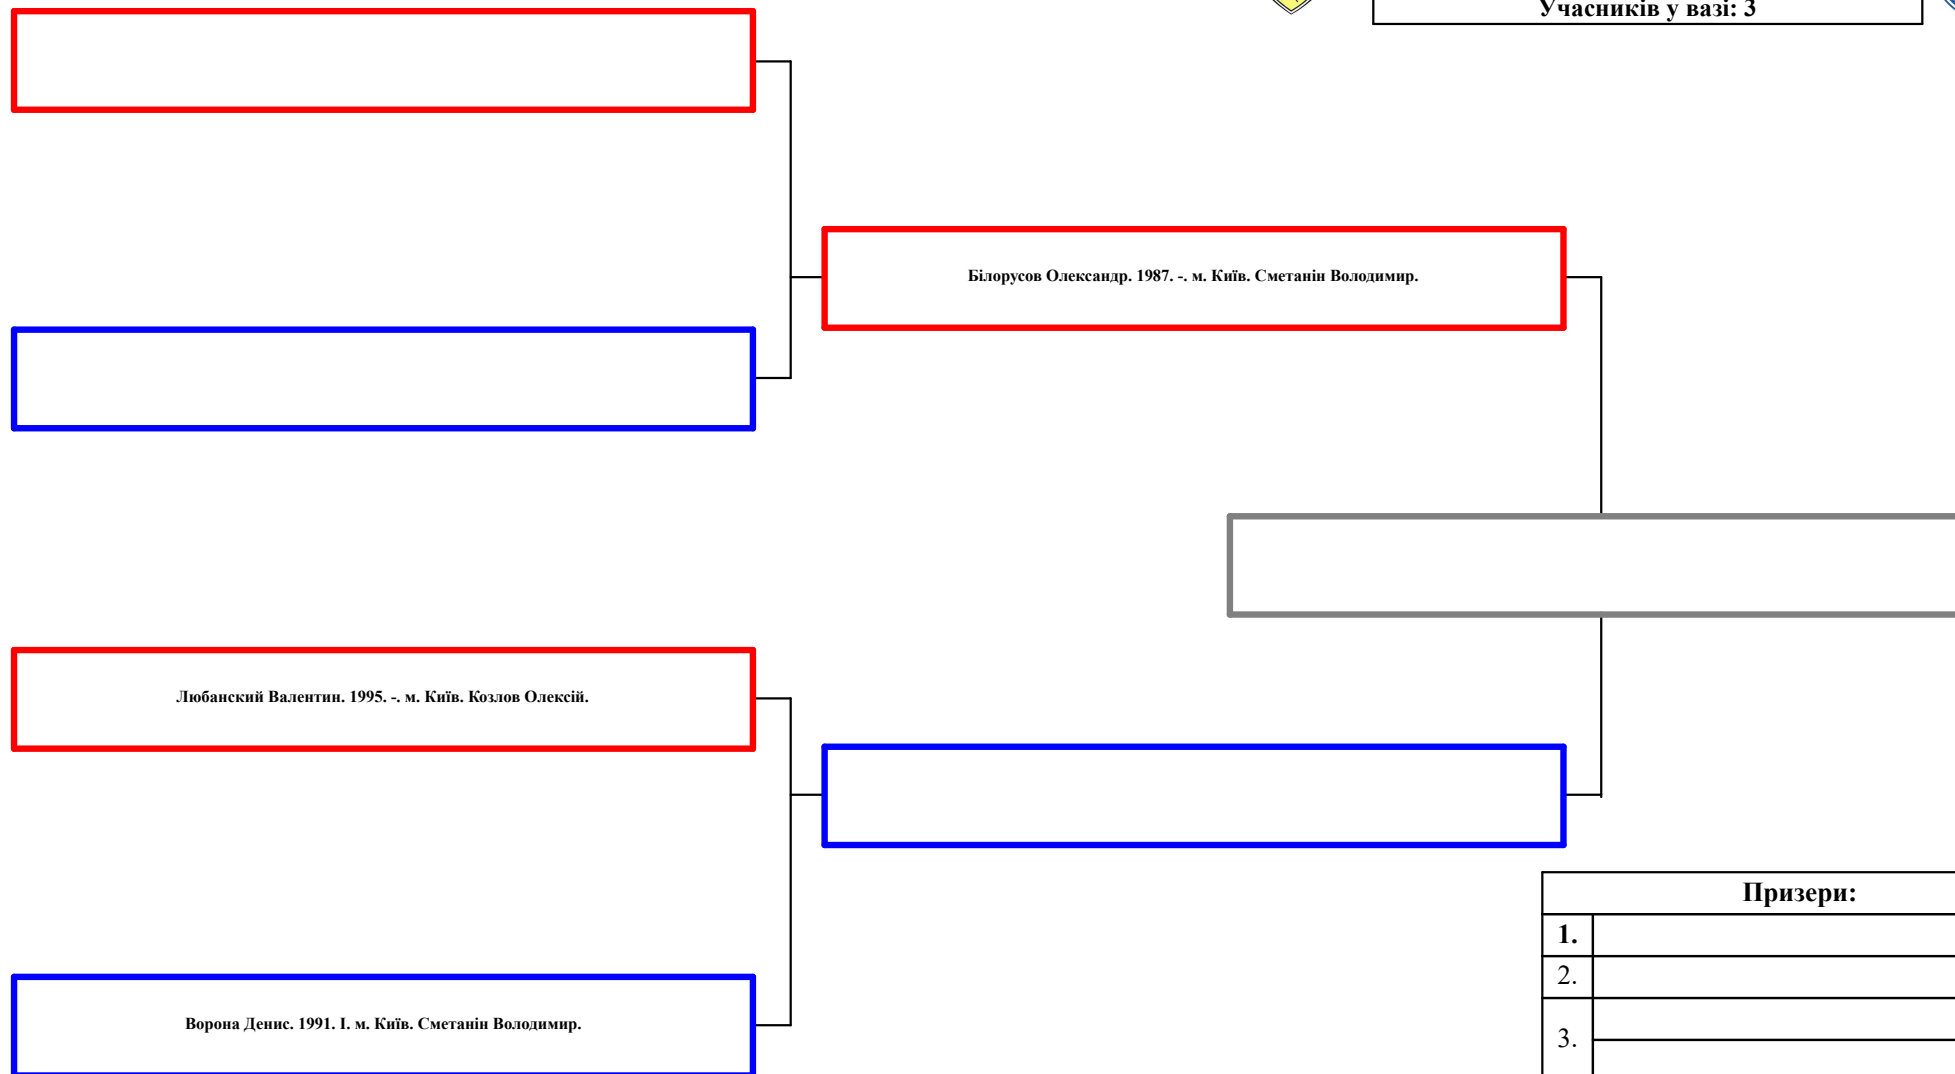 Учасників у вазі: 3
Білорусов Олександр. 1987. -. м. Київ. Сметанін Володимир.
Любанский Валентин. 1995. -. м. Київ. Козлов Олексій.
Ворона Денис. 1991. I. м. Київ. Сметанін Володимир.
Призери:
1.
2.
3.